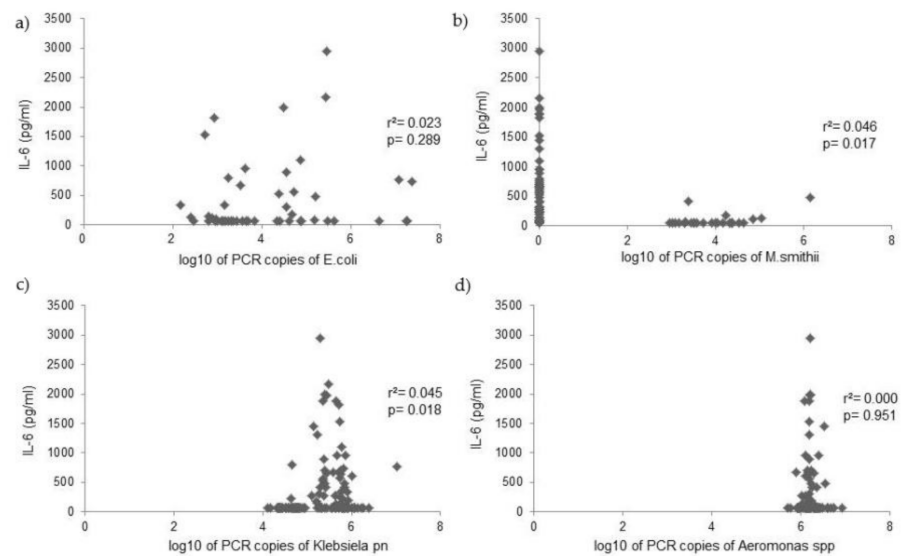 a)
3500
3000
2500
2000
1500
1000
500
0
IL-6 (pg/ml)
r²= 0.023
p= 0.289
0 2 4 6 8
log10 of PCR copies of E.coli
b)
3500
3000
2500
2000
1500
1000
500
0
IL-6 (pg/ml)
r²= 0.046
p= 0.017
0 2 4 6 8
log10 of PCR copies of M.smithii
c)
3500
3000
2500
2000
1500
1000
500
0
IL-6 (pg/ml)
r²= 0.045
p= 0.018
0 2 4 6 8
log10 of PCR copies of Klebsiela pn
d)
3500
3000
2500
2000
1500
1000
500
0
IL-6 (pg/ml)
r²= 0.000
p= 0.951
0 2 4 6 8
log10 of PCR copies of Aeromonas spp